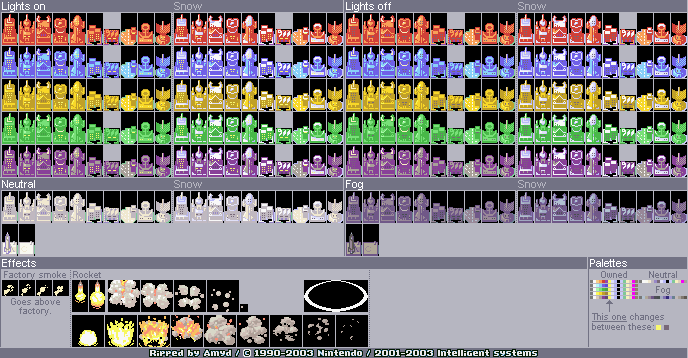 Lights on Snow Lights off Snow
Neutral Snow Fog Snow
Effects Palettes
Factory smoke Rocket
Goes above
factory.
Owned Neutral
Fog
This one changes
between these:
Ripped by Amyd / © 1990-2003 Nintendo / 2001-2003 Intelligent systems